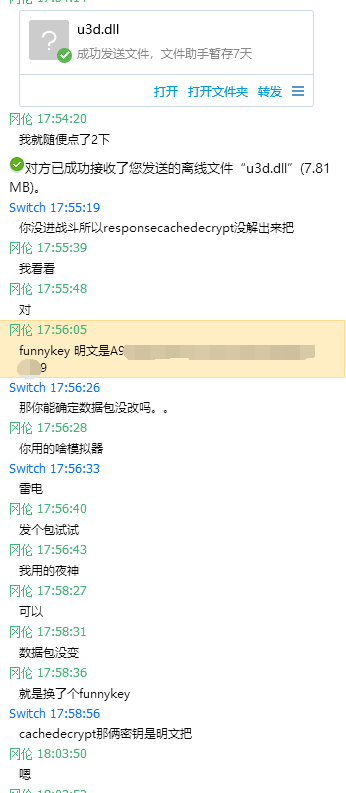 冈伦 17:54:14
u3d.dll
成功发送文件，文件助手暂存7天
打开 打开文件夹 转发
冈伦 17:54:20
我就随便点了2下
对方已成功接收了您发送的离线文件“u3d.dll”(7.81
MB)。
Switch 17:55:19
你没进战斗所以responsecachedecrypt没解出来把
冈伦 17:55:39
我看看
冈伦 17:55:48
对
冈伦 17:56:05
funnykey 明文是A9
9
Switch 17:56:26
那你能确定数据包没改吗。。
冈伦 17:56:28
你用的啥模拟器
Switch 17:56:33
雷电
冈伦 17:56:40
发个包试试
冈伦 17:56:43
我用的夜神
冈伦 17:58:27
可以
冈伦 17:58:31
数据包没变
冈伦 17:58:36
就是换了个funnykey
Switch 17:58:56
cachedecrypt那俩密钥是明文把
冈伦 18:03:50
嗯